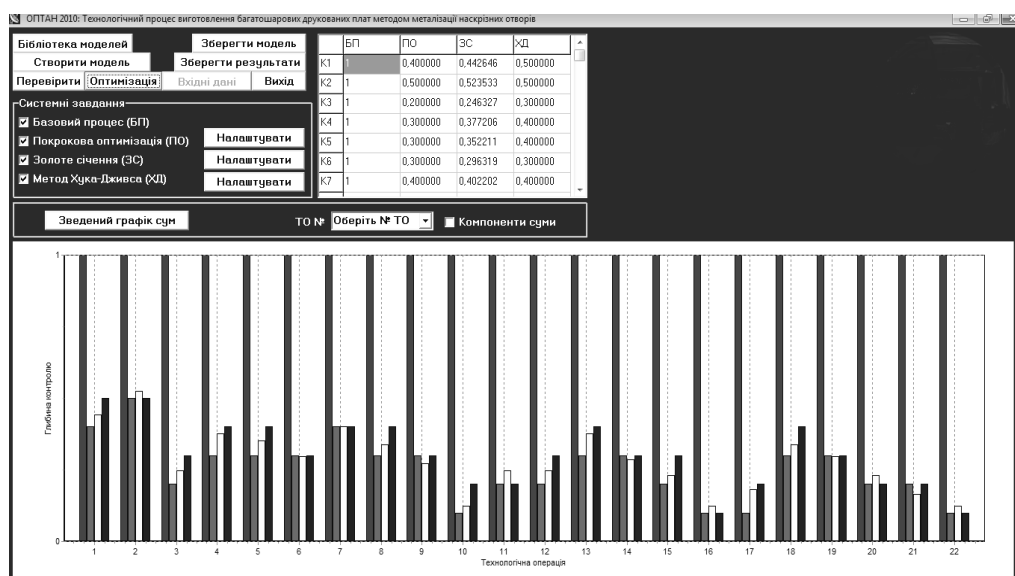 ОПТАН 2010: Технологічний процес виготовлення багатошарових друкованих плат методом металізації наскрізних отворів
Бібліотека моделей Зберегти модель
Створити модель Зберегти результати
Перевірити Оптимізація Вхідні дані Вихід
Системні завдання
Базовий процес (БП)
Покрокова оптимізація (ПО) Налаштувати
Золоте січення (ЗС) Налаштувати
Метод Хука-Дживса (ХД) Налаштувати
БП ПО ЗС ХД
К1 1 0,400000 0,442646 0,500000
К2 1 0,500000 0,523533 0,500000
К3 1 0,200000 0,246327 0,300000
К4 1 0,300000 0,377206 0,400000
К5 1 0,300000 0,352211 0,400000
К6 1 0,300000 0,296319 0,300000
К7 1 0,400000 0,402202 0,400000
Зведений графік сум ТО № Оберіть № ТО Компоненти суми
1
Глибина контролю
0
1 2 3 4 5 6 7 8 9 10 11 12 13 14 15 16 17 18 19 20 21 22
Технологічна операція